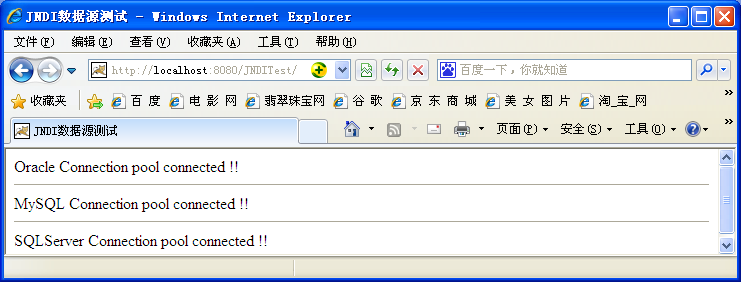 JNDI数据源测试 - Windows Internet Explorer
文件(F) 编辑(E) 查看(V) 收藏夹(A) 工具(T) 帮助(H)
http://localhost:8080/JNDITest/ 百度一下，你就知道
收藏夹 百 度 电 影 网 翡翠珠宝网 谷 歌 京 东 商 城 美 女 图 片 淘_宝_网 »
JNDI数据源测试 页面(P) 安全(S) 工具(O) »
Oracle Connection pool connected !!
MySQL Connection pool connected !!
SQLServer Connection pool connected !!